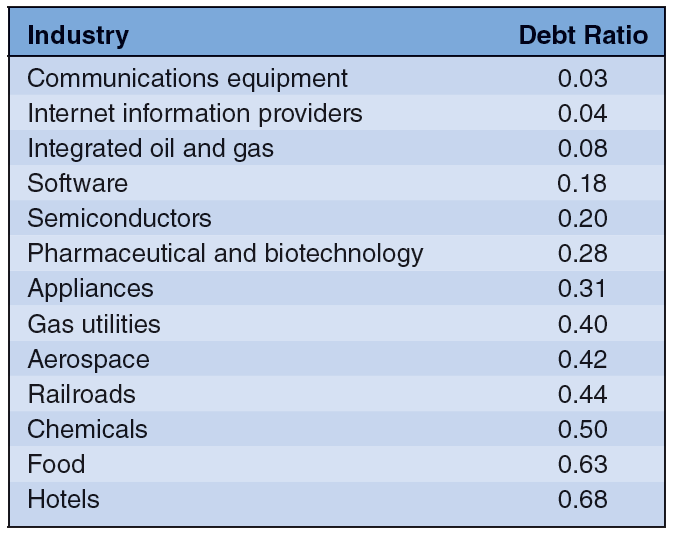 Industry Debt Ratio
Communications equipment 0.03
Internet information providers 0.04
Integrated oil and gas 0.08
Software 0.18
Semiconductors 0.20
Pharmaceutical and biotechnology 0.28
Appliances 0.31
Gas utilities 0.40
Aerospace 0.42
Railroads 0.44
Chemicals 0.50
Food 0.63
Hotels 0.68